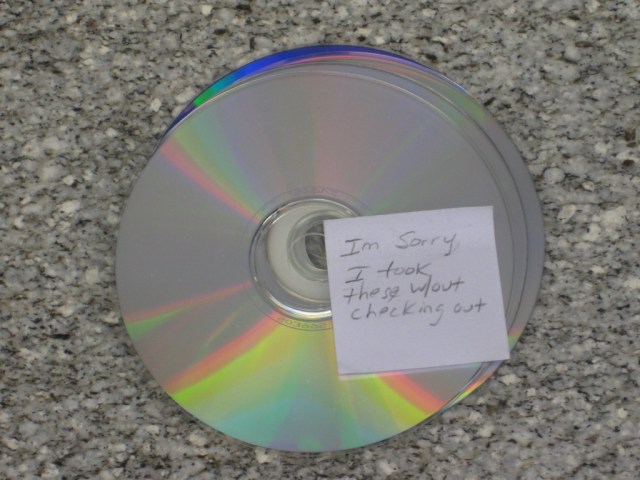 Im Sorry,
I took
these w/out
checking out